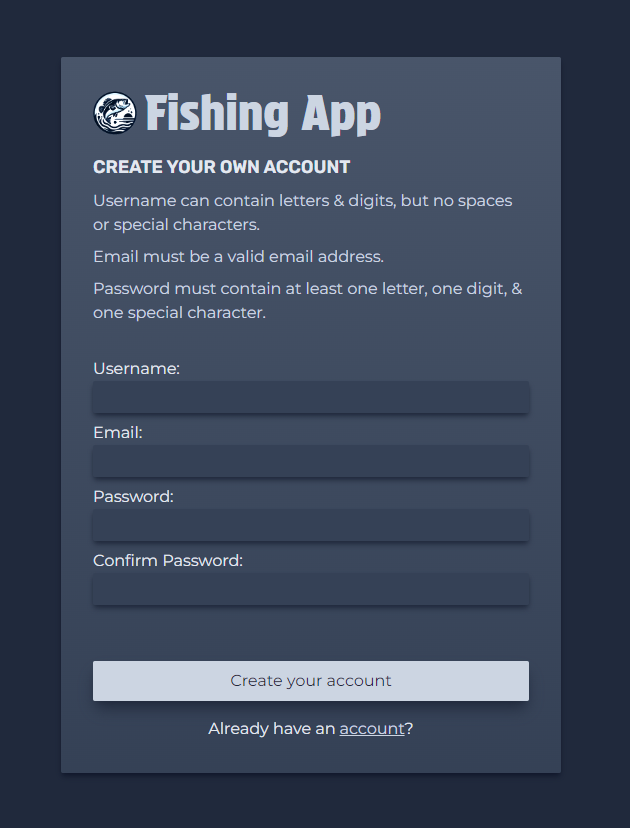 Fishing App
CREATE YOUR OWN ACCOUNT
Username can contain letters & digits, but no spaces
or special characters.
Email must be a valid email address.
Password must contain at least one letter, one digit, &
one special character.
Username:
Email:
Password:
Confirm Password:
Create your account
Already have an account?